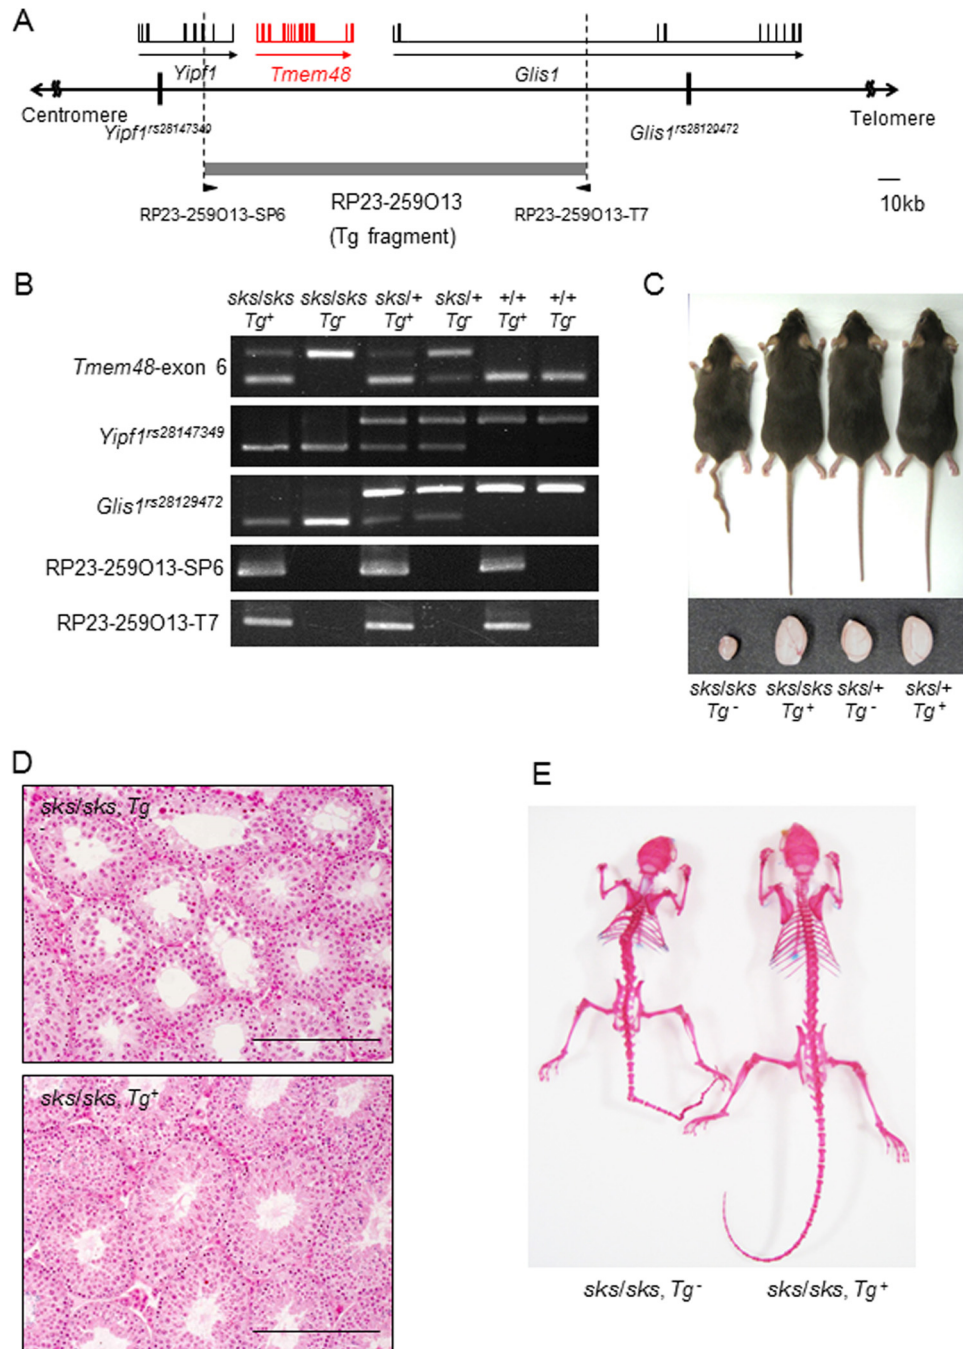 A
Yipf1
Tmem48
Glis1
Centromere
Telomere
Yipf1rs28147349
Glis1rs28129472
RP23-259O13-SP6
RP23-259O13
(Tg fragment)
RP23-259O13-T7
10kb
B
sks/sks sks/sks sks/+ sks/+ +/+ +/+
Tg+ Tg- Tg+ Tg- Tg+ Tg-
Tmem48-exon 6
Yipf1rs28147349
Glis1rs28129472
RP23-259O13-SP6
RP23-259O13-T7
C
sks/sks sks/sks sks/+ sks/+
Tg- Tg+ Tg- Tg+
D
sks/sks, Tg
-
sks/sks, Tg+
E
sks/sks, Tg- sks/sks, Tg+